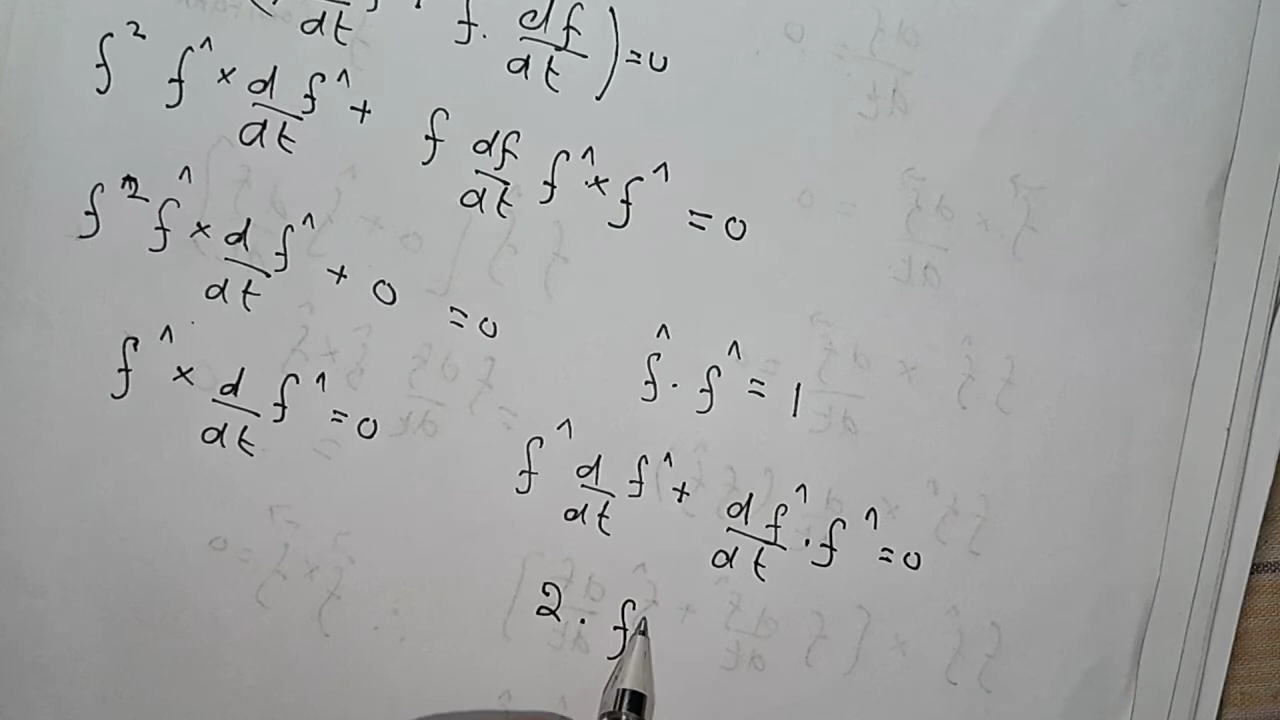 dt f. df/dt) = 0
f² f^ × d/dt f^ + f df/dt f^ × f^ = 0
f² f^ × d/dt f^ + 0 = 0
f^ × d/dt f^ = 0
f^ . f^ = 1
f^ d/dt f^ + d/dt f^ . f^ = 0
2 . f